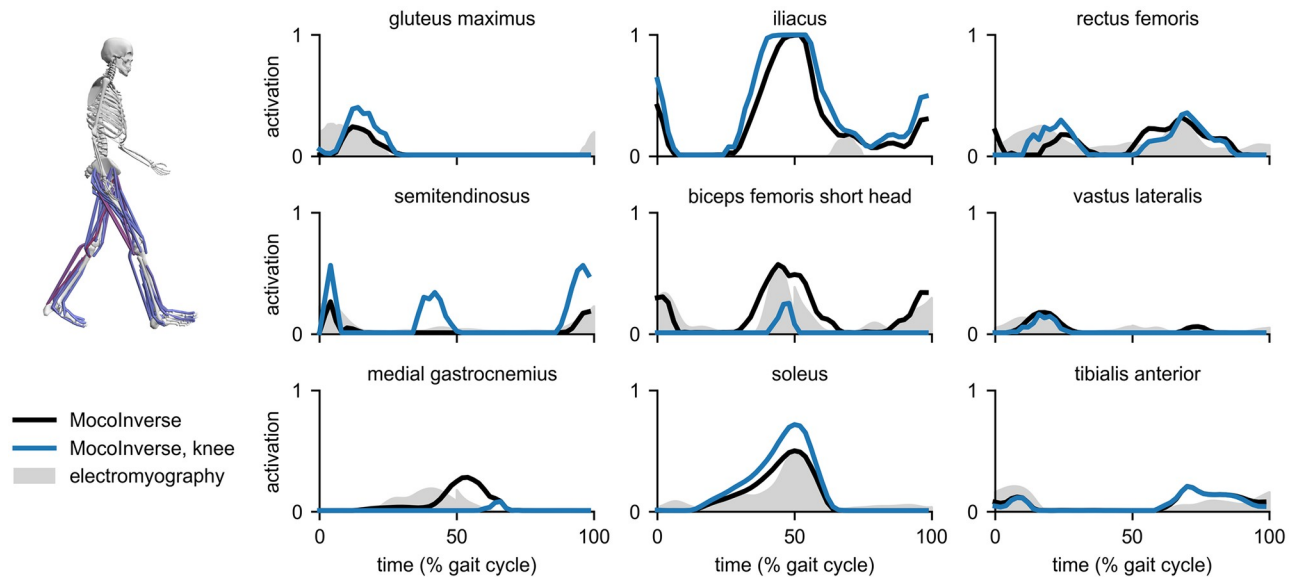 gluteus maximus
iliacus
rectus femoris
1
1
1
activation
0
0
0
semitendinosus
biceps femoris short head
vastus lateralis
1
1
1
activation
0
0
0
medial gastrocnemius
soleus
tibialis anterior
1
1
1
activation
0
0
0
0 50 100
0 50 100
0 50 100
time (% gait cycle)
time (% gait cycle)
time (% gait cycle)
MocoInverse
MocoInverse, knee
electromyography